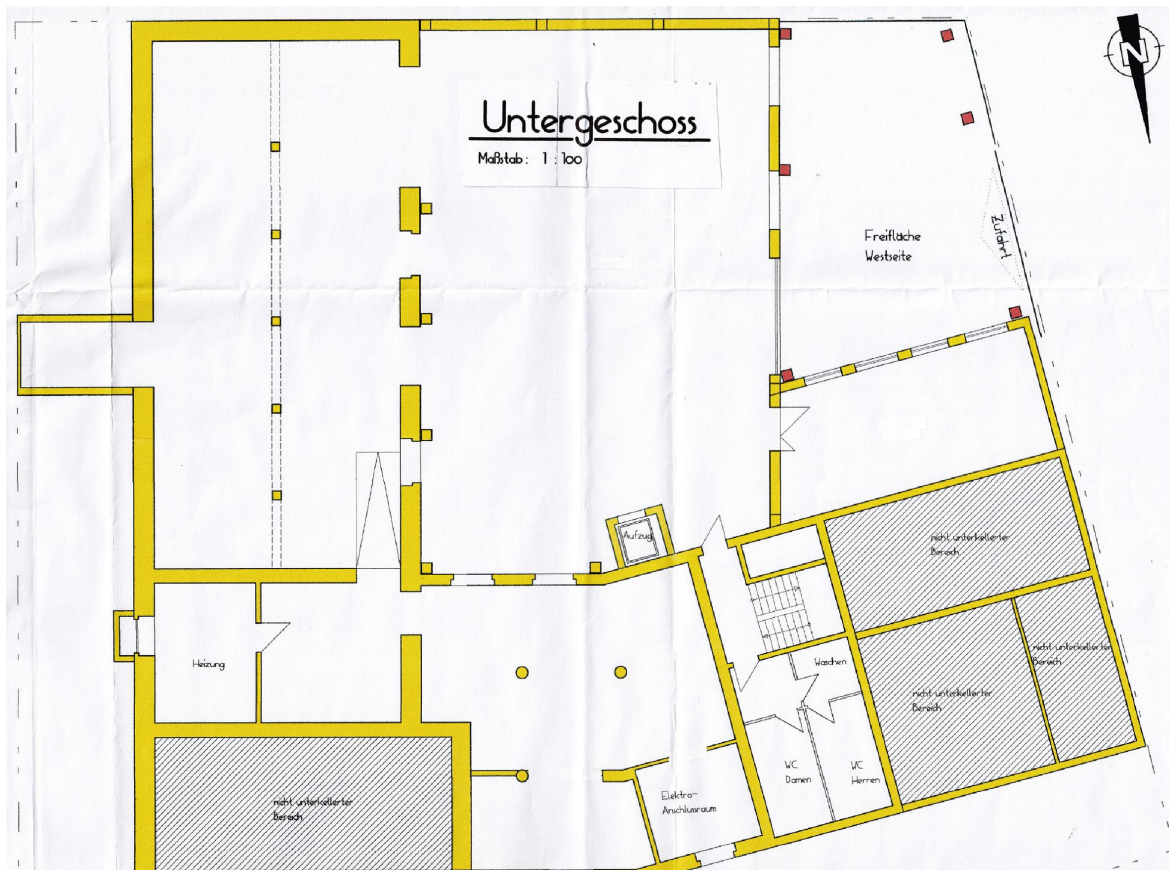 N
Untergeschoss
Maßstab: 1 : 100
Zufahrt
Freifläche
Westseite
Aufzug
nicht unterkellerter
Bereich
nicht unterkellerter
Bereich
Waschen
Heizung
nicht unterkellerter
Bereich
WC
Damen
WC
Herren
Elektro-
Anschlussraum
nicht unterkellerter
Bereich